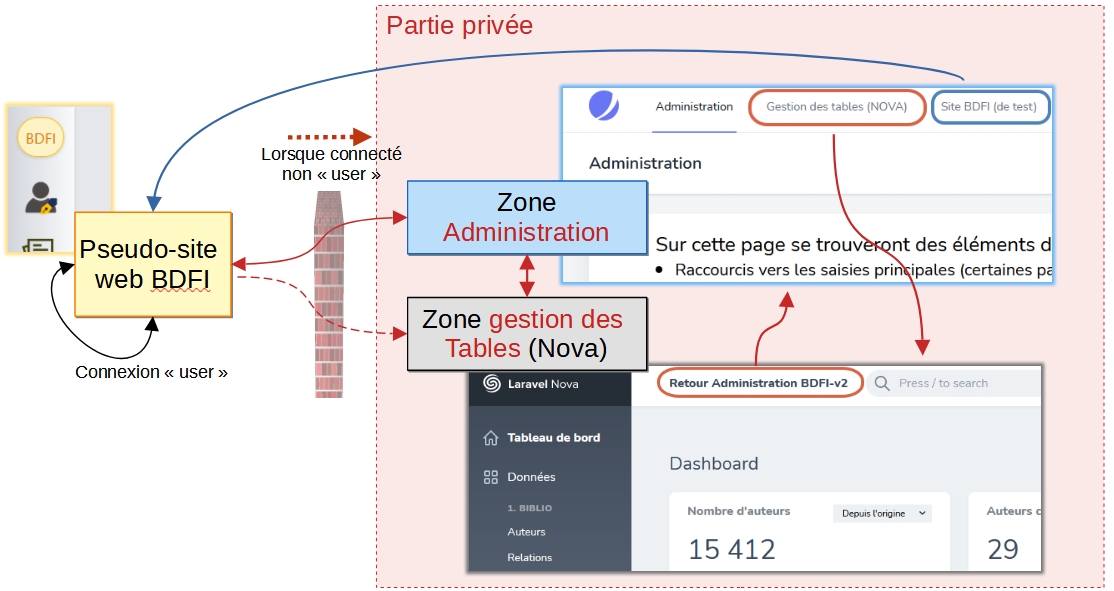 Partie privée
BDFI
Lorsque connecté
non « user »
Administration
Gestion des tables (NOVA)
Site BDFI (de test)
Administration
Zone
Administration
Sur cette page se trouveront des éléments d
Raccourcis vers les saisies principales (certaines pa
Pseudo-site
web BDFI
Zone gestion des
Tables (Nova)
Connexion « user »
Laravel Nova
Retour Administration BDFI-v2
Press / to search
Tableau de bord
Données
1. BIBLIO
Auteurs
Relations
Dashboard
Nombre d'auteurs
Depuis l'origine
15 412
Auteurs c
29